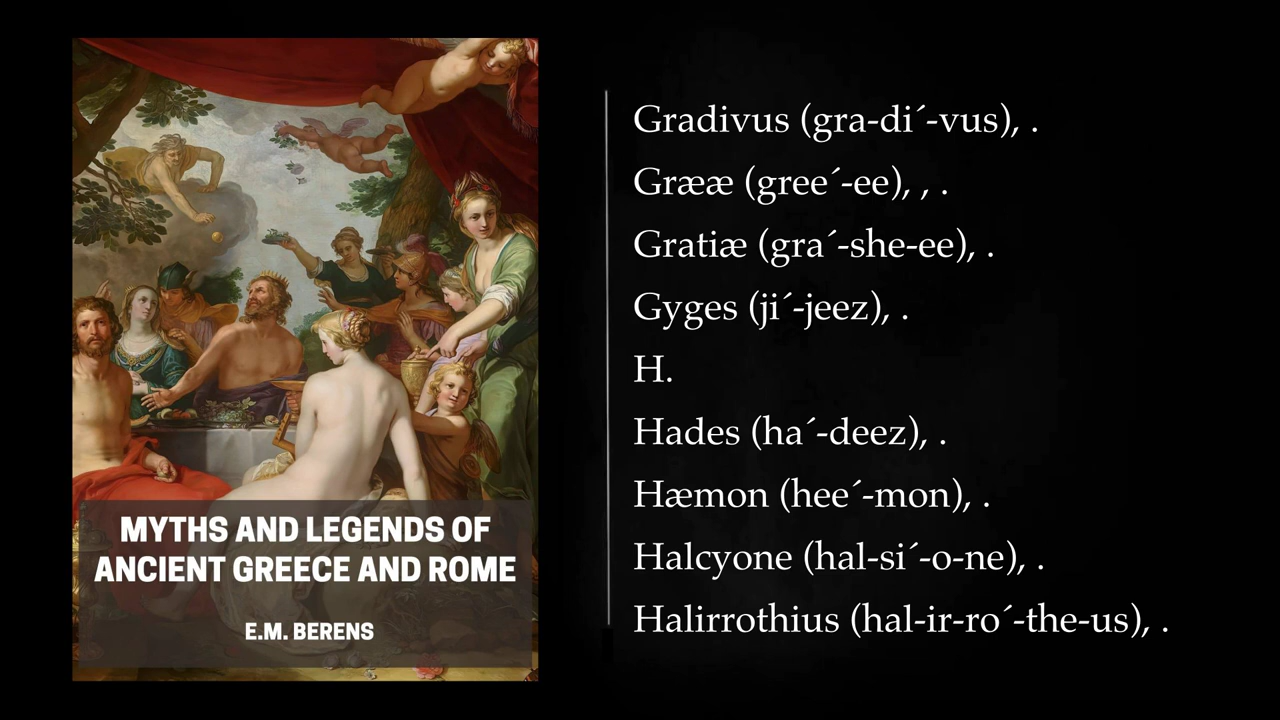 MYTHS AND LEGENDS OF
ANCIENT GREECE AND ROME
E.M. BERENS
Gradivus (gra-di´-vus), .
Grææ (gree´-ee), , .
Gratiæ (gra´-she-ee), .
Gyges (ji´-jeez), .
H.
Hades (ha´-deez), .
Hæmon (hee´-mon), .
Halcyone (hal-si´-o-ne), .
Halirrothius (hal-ir-ro´-the-us), .